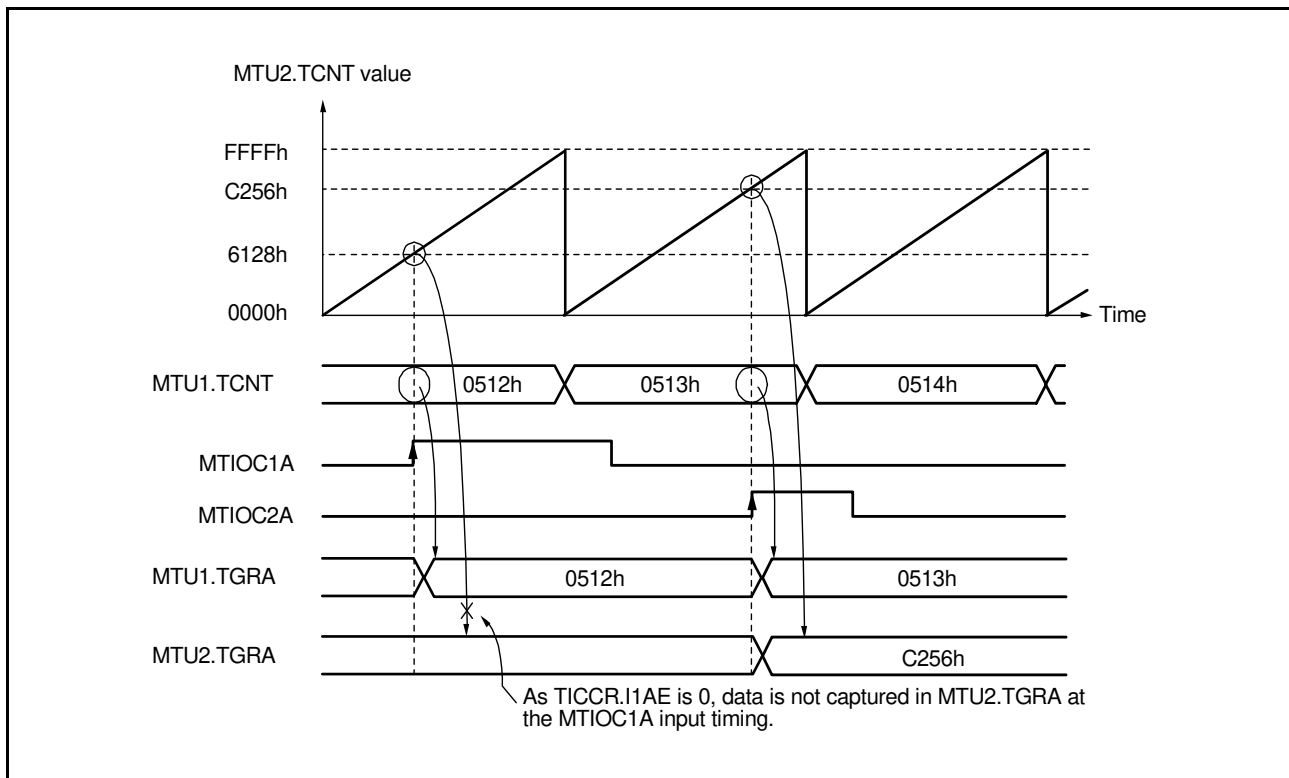 MTU2.TCNT value
FFFFh
C256h
6128h
0000h
Time
MTU1.TCNT
0512h
0513h
0514h
MTIOC1A
MTIOC2A
MTU1.TGRA
0512h
0513h
MTU2.TGRA
C256h
As TICCR.I1AE is 0, data is not captured in MTU2.TGRA at
the MTIOC1A input timing.